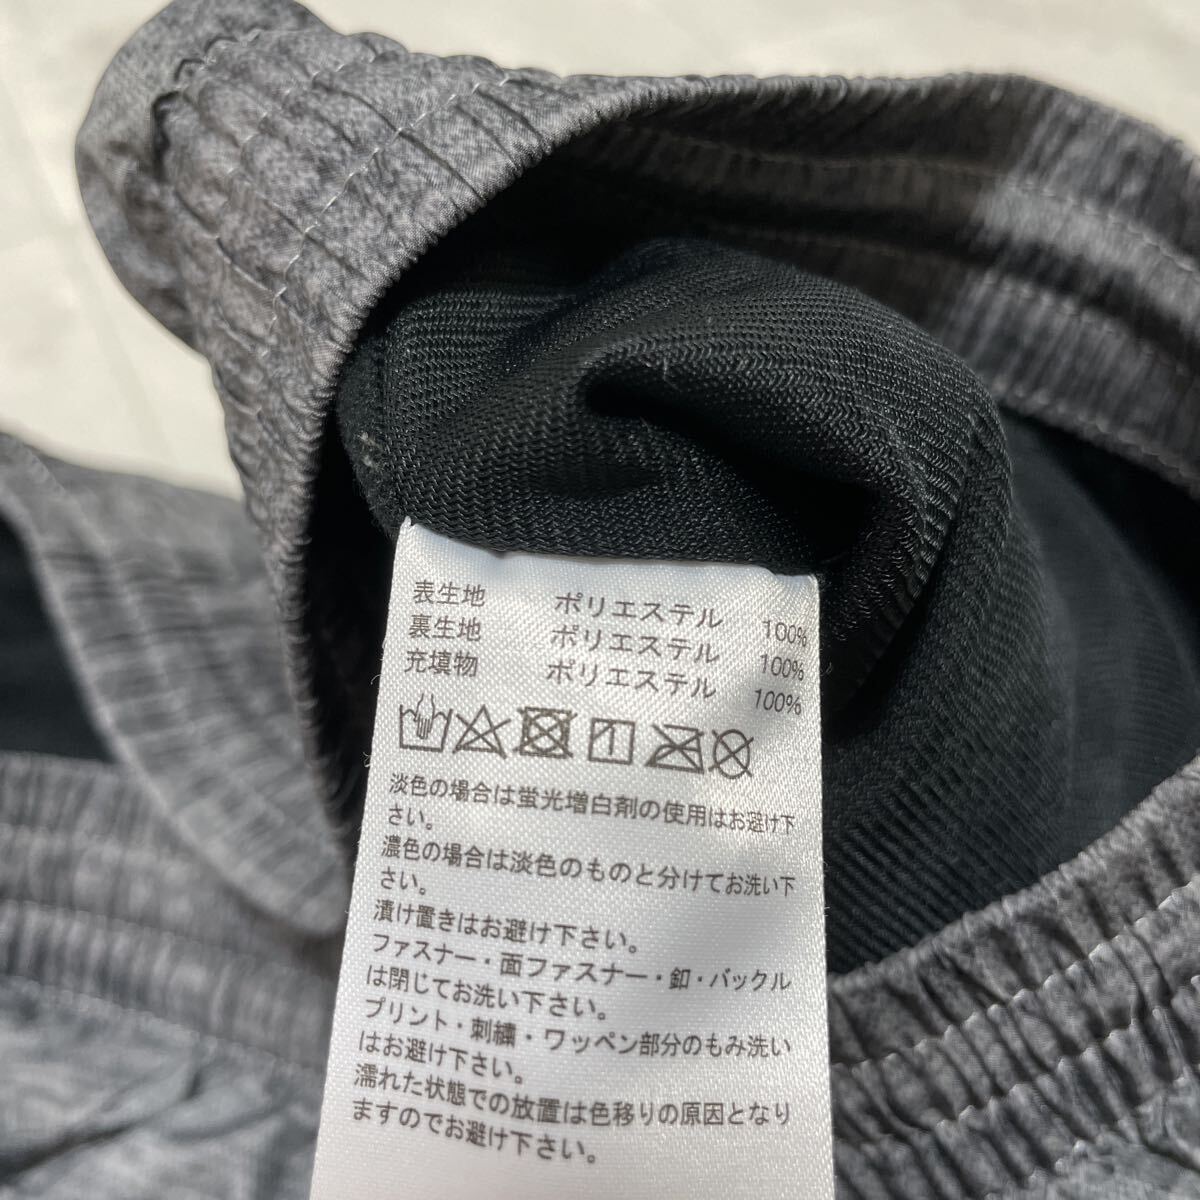 表生地 ポリエステル 100%
裏生地 ポリエステル 100%
充填物 ポリエステル 100%
淡色の場合は蛍光増白剤の使用はお避け下
さい。
濃色の場合は淡色のものと分けてお洗い下
さい。
漬け置きはお避け下さい。
ファスナー・面ファスナー・釦・バックル
は閉じてお洗い下さい。
プリント・刺繍・ワッペン部分のもみ洗い
はお避け下さい。
濡れた状態での放置は色移りの原因となり
ますのでお避け下さい。